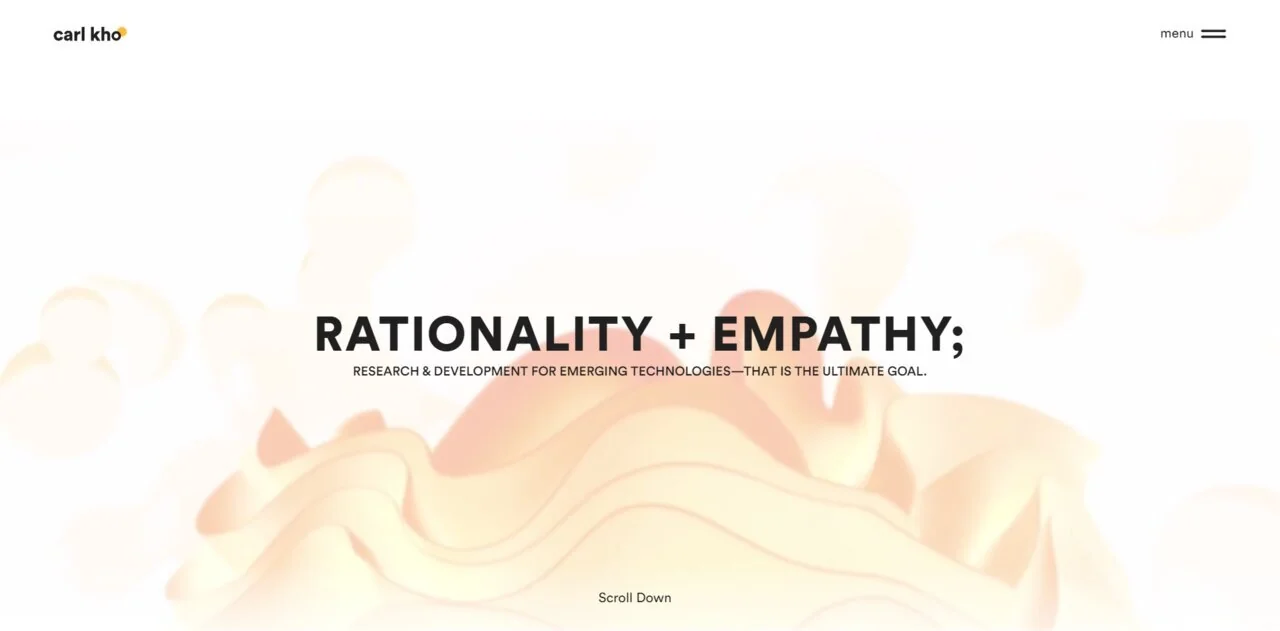 carl kho
menu
RATIONALITY + EMPATHY;
RESEARCH & DEVELOPMENT FOR EMERGING TECHNOLOGIES—THAT IS THE ULTIMATE GOAL.
Scroll Down